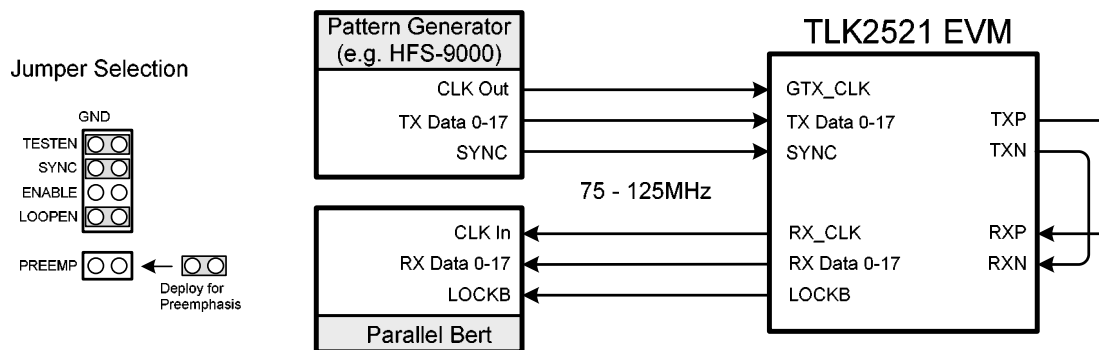 Jumper Selection
GND
TESTEN
SYNC
ENABLE
LOOPEN
PREEMP
Deploy for
Preemphasis
Pattern Generator
(e.g. HFS-9000)
CLK Out
TX Data 0-17
SYNC
75 - 125MHz
CLK In
RX Data 0-17
LOCKB
Parallel Bert
TLK2521 EVM
GTX_CLK
TX Data 0-17
SYNC
TXP
TXN
RX_CLK
RX Data 0-17
LOCKB
RXP
RXN